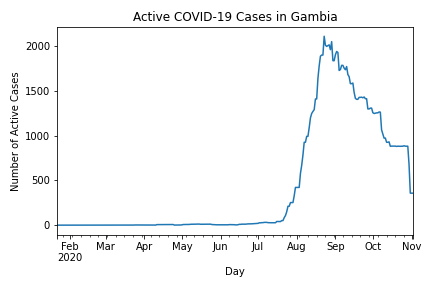 Active COVID-19 Cases in Gambia
Number of Active Cases
2000
1500
1000
500
0
Feb Mar Apr May Jun Jul Aug Sep Oct Nov
2020
Day